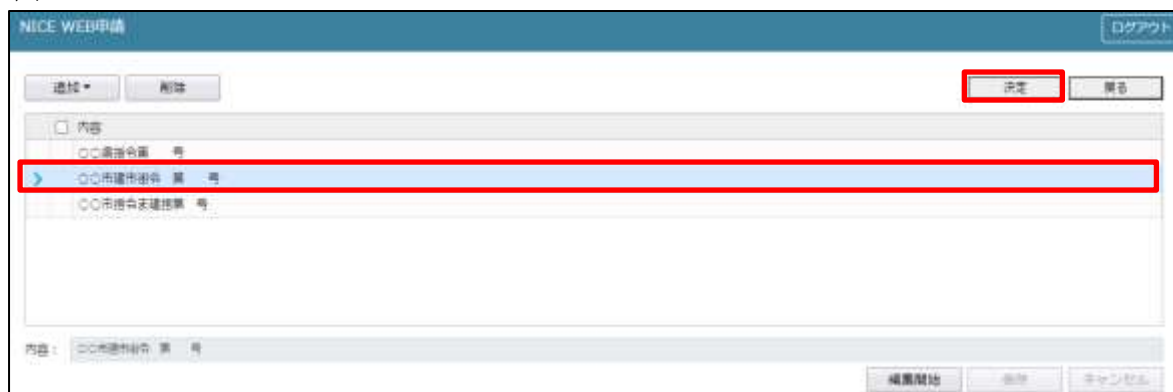 NICE WEB申請
ログアウト
追加▼ 削除
決定 戻る
内容
○○県指令第 号
○○市建市指令 第 号
○○市指令まち建指第 号
内容： ○○市建市指令 第 号
編集開始 保存 キャンセル